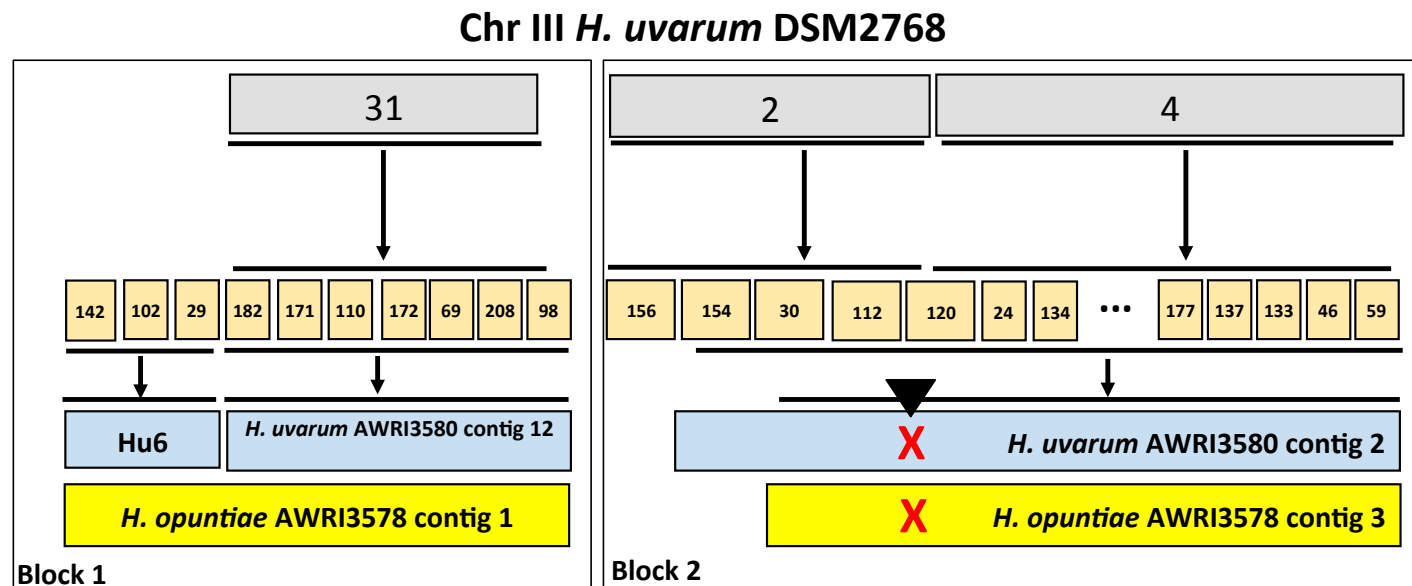 Chr III H. uvarum DSM2768
31
142 102 29 182 171 110 172 69 208 98
Hu6
H. uvarum AWRI3580 contig 12
H. opuntiae AWRI3578 contig 1
Block 1
2 4
156 154 30 112 120 24 134 ... 177 137 133 46 59
X
H. uvarum AWRI3580 contig 2
X
H. opuntiae AWRI3578 contig 3
Block 2